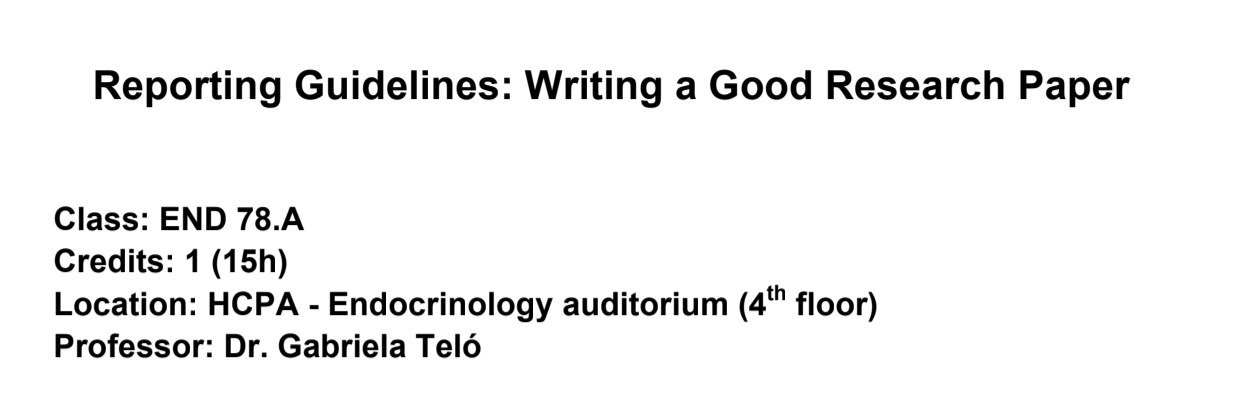 Reporting Guidelines: Writing a Good Research Paper
Class: END 78.A
Credits: 1 (15h)
Location: HCPA - Endocrinology auditorium (4th floor)
Professor: Dr. Gabriela Teló